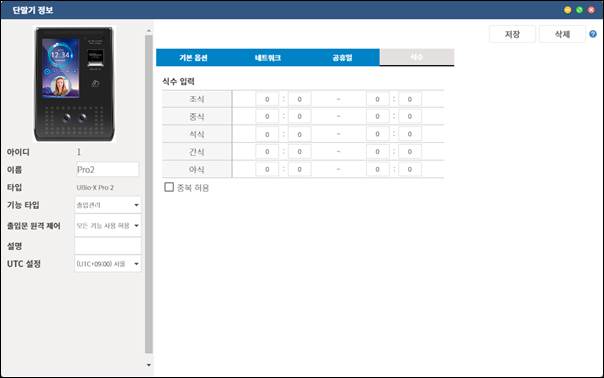 단말기 정보
저장 삭제
기본 옵션 네트워크 공휴일 식수
12:34
식수 입력
조식 0 : 0 ~ 0 : 0
중식 0 : 0 ~ 0 : 0
석식 0 : 0 ~ 0 : 0
간식 0 : 0 ~ 0 : 0
야식 0 : 0 ~ 0 : 0
중복 허용
아이디 1
이름 Pro2
타입 UBio-X Pro 2
기능 타입 출입관리
출입문 원격 제어 모든 기능 사용 허용
설명
UTC 설정 (UTC+09:00) 서울